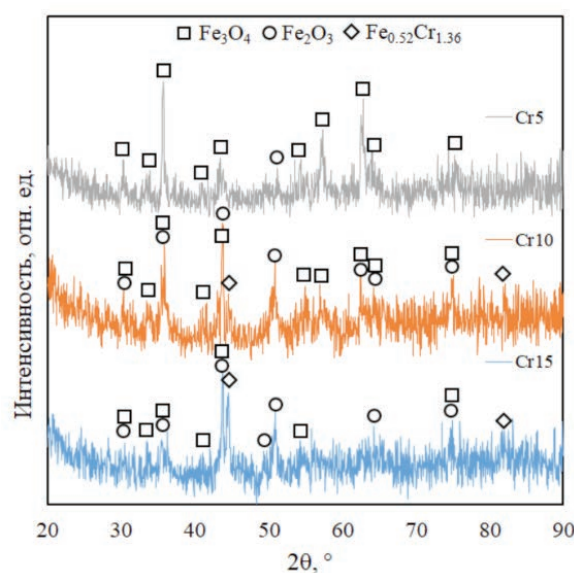 Fe3O4 Fe2O3 Fe0.52Cr1.36
Cr5
Cr10
Cr15
Интенсивность, отн. ед.
20 30 40 50 60 70 80 90
2θ, °